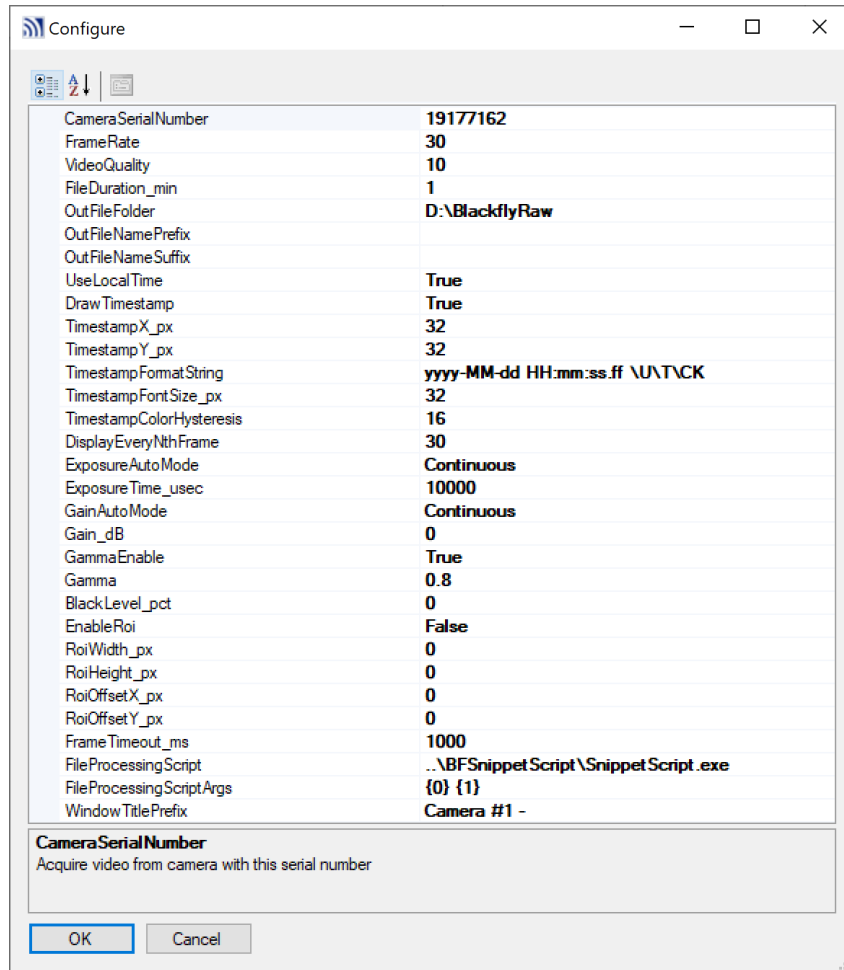 Configure
CameraSerialNumber 19177162
FrameRate 30
VideoQuality 10
FileDuration_min 1
OutFileFolder D:\BlackflyRaw
OutFileNamePrefix
OutFileNameSuffix
UseLocalTime True
DrawTimestamp True
TimestampX_px 32
TimestampY_px 32
TimestampFormatString yyyy-MM-dd HH:mm:ss.ff \U\T\CK
TimestampFontSize_px 32
TimestampColorHysteresis 16
DisplayEveryNthFrame 30
ExposureAutoMode Continuous
ExposureTime_usec 10000
GainAutoMode Continuous
Gain_dB 0
GammaEnable True
Gamma 0.8
BlackLevel_pct 0
EnableRoi False
RoiWidth_px 0
RoiHeight_px 0
RoiOffsetX_px 0
RoiOffsetY_px 0
FrameTimeout_ms 1000
FileProcessingScript ..\BFSnippetScript\SnippetScript.exe
FileProcessingScriptArgs {0} {1}
WindowTitlePrefix Camera #1 -
CameraSerialNumber
Acquire video from camera with this serial number
OK Cancel